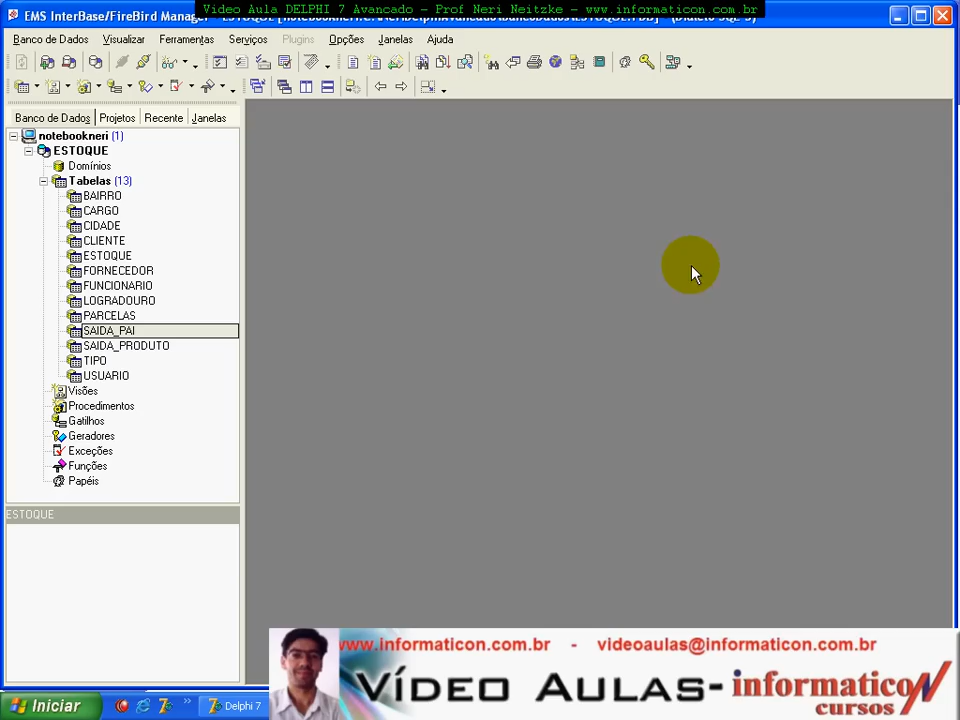 Video Aula DELPHI 7 Avancado - Prof Neri Neitzke - www.informaticon.com.br
EMS InterBase/FireBird Manager
Banco de Dados Visualizar Ferramentas Serviços Plugins Opções Janelas Ajuda
Banco de Dados Projetos Recente Janelas
notebookneri (1)
ESTOQUE
Domínios
Tabelas (13)
BAIRRO
CARGO
CIDADE
CLIENTE
ESTOQUE
FORNECEDOR
FUNCIONARIO
LOGRADOURO
PARCELAS
SAIDA_PAI
SAIDA_PRODUTO
TIPO
USUARIO
Visões
Procedimentos
Gatilhos
Geradores
Exceções
Funções
Papéis
ESTOQUE
www.informaticon.com.br - videoaulas@informaticon.com.br
VÍDEO AULAS- informaticoN
cursos
Iniciar
Delphi 7